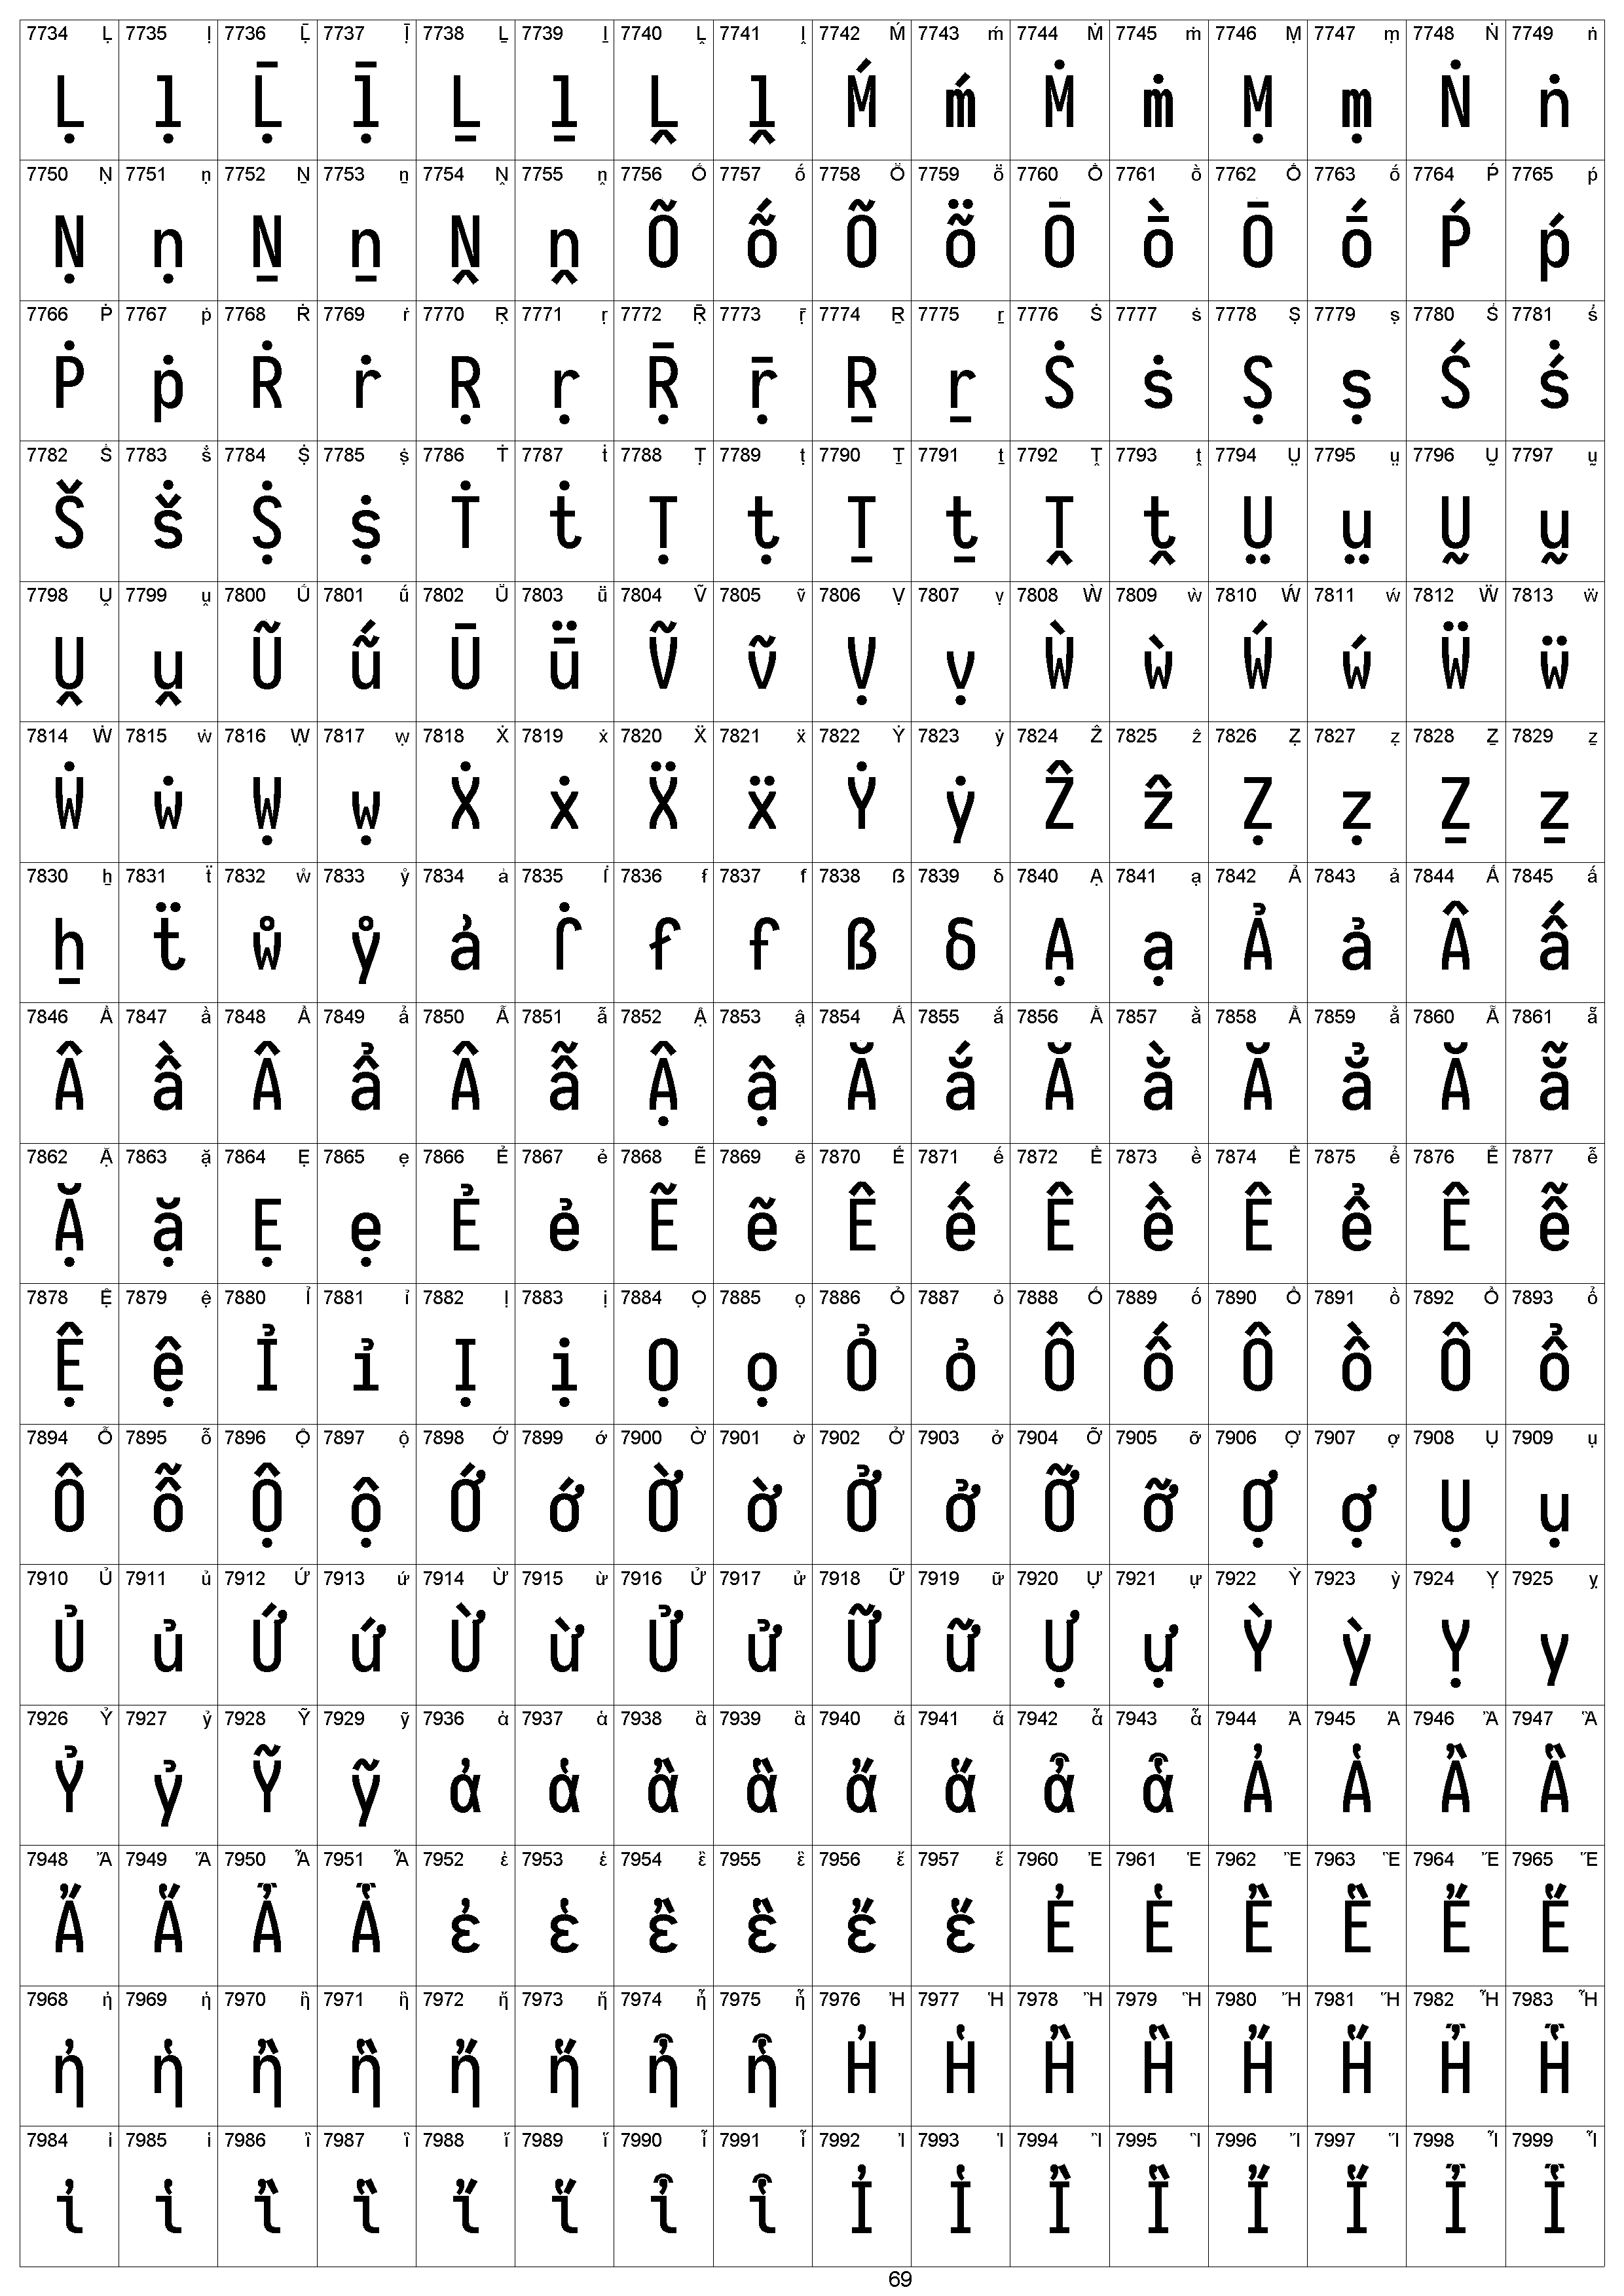 7734 Ḷ 7735 ḷ 7736 Ḹ 7737 ḹ 7738 Ḻ 7739 ḻ 7740 Ḽ 7741 ḽ 7742 Ḿ 7743 ḿ 7744 Ṁ 7745 ṁ 7746 Ṃ 7747 ṃ 7748 Ṅ 7749 ṅ
Ḷ ḷ Ḹ ḹ Ḻ ḻ Ḽ ḽ Ḿ ḿ Ṁ ṁ Ṃ ṃ Ṅ ṅ
7750 Ṇ 7751 ṇ 7752 Ṉ 7753 ṉ 7754 Ṋ 7755 ṋ 7756 Ṍ 7757 ṍ 7758 Ṏ 7759 ṏ 7760 Ṑ 7761 ṑ 7762 Ṓ 7763 ṓ 7764 Ṕ 7765 ṕ
Ṇ ṇ Ṉ ṉ Ṋ ṋ Õ ṍ Õ ṏ Ō ṑ Ō ṓ Ṕ ṕ
7766 Ṗ 7767 ṗ 7768 Ṙ 7769 ṙ 7770 Ṛ 7771 ṛ 7772 Ṝ 7773 ṝ 7774 Ṟ 7775 ṟ 7776 Ṡ 7777 ṡ 7778 Ṣ 7779 ṣ 7780 Ṥ 7781 ṥ
Ṗ ṗ Ṙ ṙ Ṛ ṛ Ṝ ṝ Ṟ ṟ Ṡ ṡ Ṣ ṣ Ś ṥ
7782 Ṧ 7783 ṧ 7784 Ṩ 7785 ṩ 7786 Ṫ 7787 ṫ 7788 Ṭ 7789 ṭ 7790 Ṯ 7791 ṯ 7792 Ṱ 7793 ṱ 7794 Ṳ 7795 ṳ 7796 Ṵ 7797 ṵ
Š ṧ Ṩ ṩ Ṫ ṫ Ṭ ṭ Ṯ ṯ Ṱ ṱ Ṳ ṳ Ṵ ṵ
7798 Ṷ 7799 ṷ 7800 Ṹ 7801 ṹ 7802 Ṻ 7803 ṻ 7804 Ṽ 7805 ṽ 7806 Ṿ 7807 ṿ 7808 Ẁ 7809 ẁ 7810 Ẃ 7811 ẃ 7812 Ẅ 7813 ẅ
Ṷ ṷ Ũ ṹ Ū ṻ Ṽ ṽ Ṿ ṿ Ẁ ẁ Ẃ ẃ Ẅ ẅ
7814 Ẇ 7815 ẇ 7816 Ẉ 7817 ẉ 7818 Ẋ 7819 ẋ 7820 Ẍ 7821 ẍ 7822 Ẏ 7823 ẏ 7824 Ẑ 7825 ẑ 7826 Ẓ 7827 ẓ 7828 Ẕ 7829 ẕ
Ẇ ẇ Ẉ ẉ Ẋ ẋ Ẍ ẍ Ẏ ẏ Ẑ ẑ Ẓ ẓ Ẕ ẕ
7830 ẖ 7831 ẗ 7832 ẘ 7833 ẙ 7834 ẚ 7835 ẛ 7836 ẜ 7837 ẝ 7838 ẞ 7839 ẟ 7840 Ạ 7841 ạ 7842 Ả 7843 ả 7844 Ấ 7845 ấ
ẖ ẗ ẘ ẙ ẚ ẛ ẜ ẝ ẞ ẟ Ạ ạ Ả ả Â ấ
7846 Ầ 7847 ầ 7848 Ẩ 7849 ẩ 7850 Ẫ 7851 ẫ 7852 Ậ 7853 ậ 7854 Ắ 7855 ắ 7856 Ằ 7857 ằ 7858 Ẳ 7859 ẳ 7860 Ẵ 7861 ẵ
Â ầ Â ẩ Â ẫ Ậ ậ Ă ắ Ă ằ Ă ẳ Ă ẵ
7862 Ặ 7863 ặ 7864 Ẹ 7865 ẹ 7866 Ẻ 7867 ẻ 7868 Ẽ 7869 ẽ 7870 Ế 7871 ế 7872 Ề 7873 ề 7874 Ể 7875 ể 7876 Ễ 7877 ễ
Ặ ặ Ẹ ẹ Ẻ ẻ Ẽ ẽ Ê ế Ê ề Ê ể Ê ễ
7878 Ệ 7879 ệ 7880 Ỉ 7881 ỉ 7882 Ị 7883 ị 7884 Ọ 7885 ọ 7886 Ỏ 7887 ỏ 7888 Ố 7889 ố 7890 Ồ 7891 ồ 7892 Ổ 7893 ổ
Ệ ệ Ỉ ỉ Ị ị Ọ ọ Ỏ ỏ Ô ố Ô ồ Ô ổ
7894 Ỗ 7895 ỗ 7896 Ộ 7897 ộ 7898 Ớ 7899 ớ 7900 Ờ 7901 ờ 7902 Ở 7903 ở 7904 Ỡ 7905 ỡ 7906 Ợ 7907 ợ 7908 Ụ 7909 ụ
Ô ỗ Ộ ộ Ớ ớ Ờ ờ Ở ở Ỡ ỡ Ợ ợ Ụ ụ
7910 Ủ 7911 ủ 7912 Ứ 7913 ứ 7914 Ừ 7915 ừ 7916 Ử 7917 ử 7918 Ữ 7919 ữ 7920 Ự 7921 ự 7922 Ỳ 7923 ỳ 7924 Ỵ 7925 ỵ
Ủ ủ Ứ ứ Ừ ừ Ử ử Ữ ữ Ự ự Ỳ ỳ Ỵ y
7926 Ỷ 7927 ỷ 7928 Ỹ 7929 ỹ 7936 ἀ 7937 ἁ 7938 ἂ 7939 ἃ 7940 ἄ 7941 ἅ 7942 ἆ 7943 ἇ 7944 Ἀ 7945 Ἁ 7946 Ἂ 7947 Ἃ
Ỷ ỷ Ỹ ỹ ἀ ἁ ἂ ἃ ἄ ἅ ἆ ἇ Ἀ Ἁ Ἂ Ἃ
7948 Ἄ 7949 Ἅ 7950 Ἆ 7951 Ἇ 7952 ἐ 7953 ἑ 7954 ἒ 7955 ἓ 7956 ἔ 7957 ἕ 7960 Ἐ 7961 Ἑ 7962 Ἒ 7963 Ἓ 7964 Ἔ 7965 Ἕ
Ἄ Ἅ Ἆ Ἇ ἐ ἑ ἒ ἓ ἔ ἕ Ἐ Ἑ Ἒ Ἓ Ἔ Ἕ
7968 ἠ 7969 ἡ 7970 ἢ 7971 ἣ 7972 ἤ 7973 ἥ 7974 ἦ 7975 ἧ 7976 Ἠ 7977 Ἡ 7978 Ἢ 7979 Ἣ 7980 Ἤ 7981 Ἥ 7982 Ἦ 7983 Ἧ
ἠ ἡ ἢ ἣ ἤ ἥ ἦ ἧ Ἠ Ἡ Ἢ Ἣ Ἤ Ἥ Ἦ Ἧ
7984 ἰ 7985 ἱ 7986 ἲ 7987 ἳ 7988 ἴ 7989 ἵ 7990 ἶ 7991 ἷ 7992 Ἰ 7993 Ἱ 7994 Ἲ 7995 Ἳ 7996 Ἴ 7997 Ἵ 7998 Ἶ 7999 Ἷ
ἰ ἱ ἲ ἳ ἴ ἵ ἶ ἷ Ἰ Ἱ Ἲ Ἳ Ἴ Ἵ Ἶ Ἷ
69